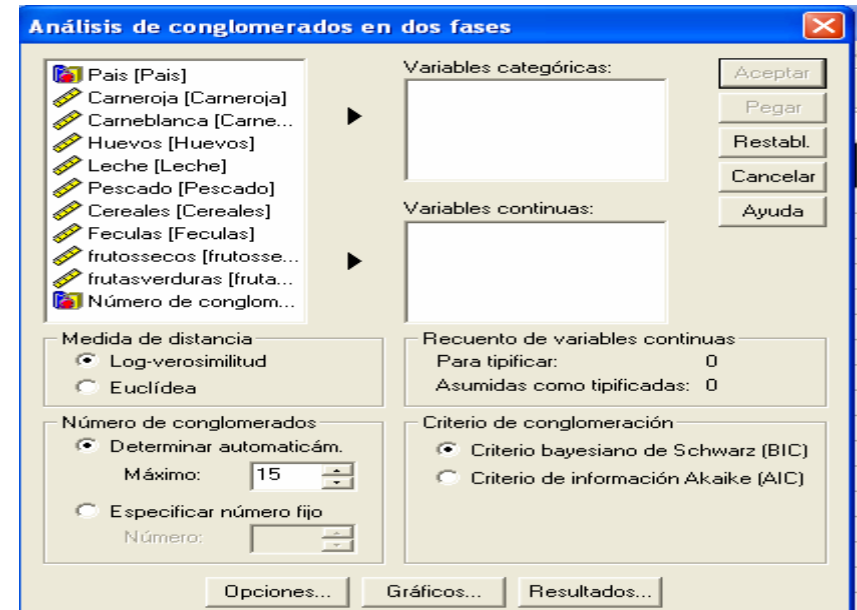 Análisis de conglomerados en dos fases
Pais [Pais]
Carneroja [Carneroja]
Carneblanca [Carne...
Huevos [Huevos]
Leche [Leche]
Pescado [Pescado]
Cereales [Cereales]
Feculas [Feculas]
frutossecos [frutosse...
frutasverduras [fruta...
Número de conglom...
Variables categóricas:
Variables continuas:
Aceptar
Pegar
Restabl.
Cancelar
Ayuda
Medida de distancia
Log-verosimilitud
Euclídea
Recuento de variables continuas
Para tipificar: 0
Asumidas como tipificadas: 0
Número de conglomerados
Determinar automaticám.
Máximo: 15
Especificar número fijo
Número:
Criterio de conglomeración
Criterio bayesiano de Schwarz (BIC)
Criterio de información Akaike (AIC)
Opciones... Gráficos... Resultados...